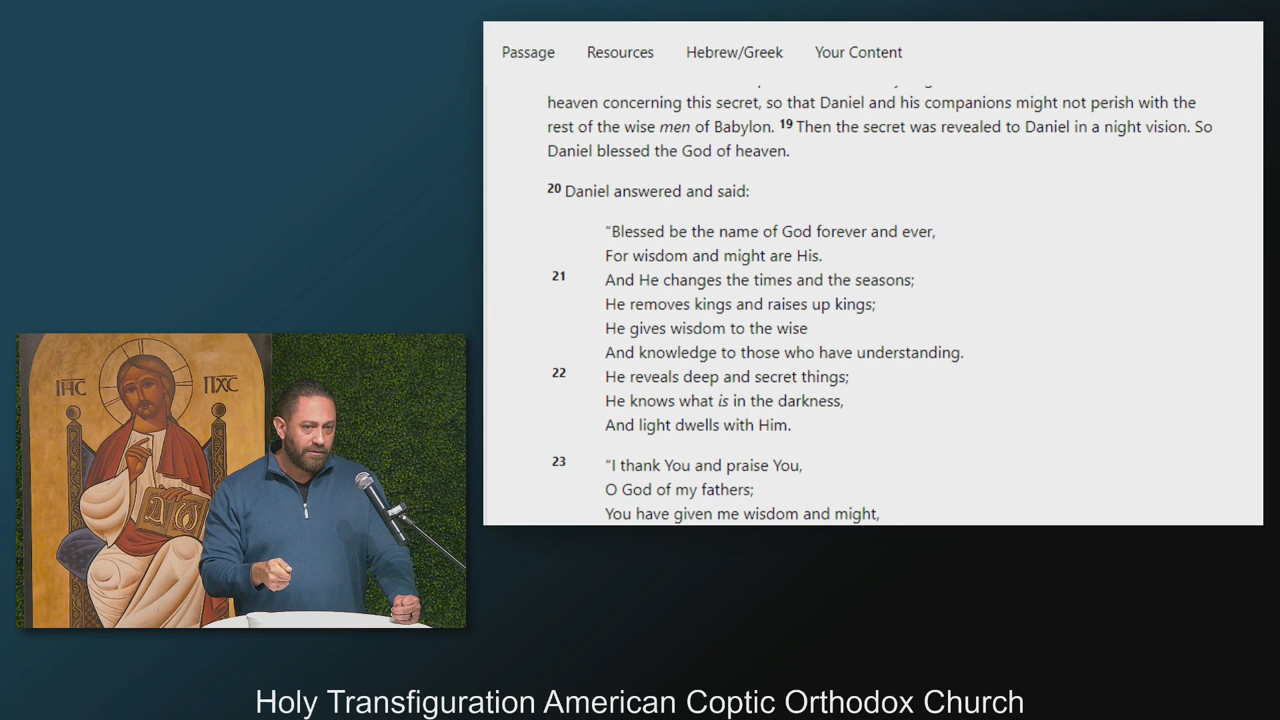 Passage Resources Hebrew/Greek Your Content
heaven concerning this secret, so that Daniel and his companions might not perish with the
rest of the wise men of Babylon. 19 Then the secret was revealed to Daniel in a night vision. So
Daniel blessed the God of heaven.
20 Daniel answered and said:
“Blessed be the name of God forever and ever,
For wisdom and might are His.
21 And He changes the times and the seasons;
He removes kings and raises up kings;
He gives wisdom to the wise
And knowledge to those who have understanding.
22 He reveals deep and secret things;
He knows what is in the darkness,
And light dwells with Him.
23 “I thank You and praise You,
O God of my fathers;
You have given me wisdom and might,
ΙΗC ΠΧC
Ⲁ Ⲱ
Holy Transfiguration American Coptic Orthodox Church